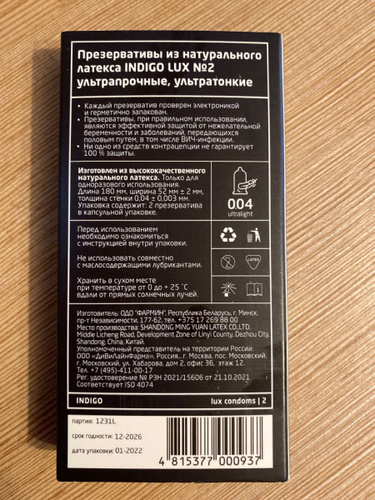 Презервативы из натурального
латекса INDIGO LUX №2
ультрапрочные, ультратонкие
• Каждый презерватив проверен электроникой
и герметично запакован.
• Презервативы, при правильном использовании,
являются эффективной защитой от нежелательной
беременности и заболеваний, передающихся
половым путем, в том числе ВИЧ-инфекции.
• Ни одно из средств контрацепции не гарантирует
100 % защиты.
Изготовлен из высококачественного
натурального латекса. Только для
одноразового использования.
Длина 180 мм, ширина 52 мм ± 2 мм,
толщина стенки 0,04 ± 0,003 мм.
Упаковка содержит: 2 презерватива
в капсульной упаковке.
004
ultralight
Перед использованием
необходимо ознакомиться
с инструкцией внутри упаковки.
Не использовать совместно
с маслосодержащими лубрикантами.
LATEX
Хранить в сухом месте
при температуре от 0 до + 25 ˚С
вдали от прямых солнечных лучей.
Изготовитель: ОДО "ФАРМИН", Республика Беларусь, г. Минск,
пр-т Независимости, 177-62, тел. +375 17 269 88 00
Место производства: SHANDONG MING YUAN LATEX CO.,LTD.
Middle Licheng Road, Development Zone of Linyi County, Dezhou City,
Shandong, China, Китай.
Уполномоченный представитель на территории России:
ООО «ДиВиЛайнФарма», Россия, г. Москва, пос. Московский,
г. Московский, ул. Хабарова, дом 2, офис 36, эт. 2.
Тел. +7 (495)-411-00-17
Рег. удостоверение № РЗН 2021/15606 от 21.10.2021
Соответствует ISO 4074
INDIGO
lux condoms | 2
партия: 1231L
срок годности: 12-2026
дата упаковки: 01-2022
4 815377 000937